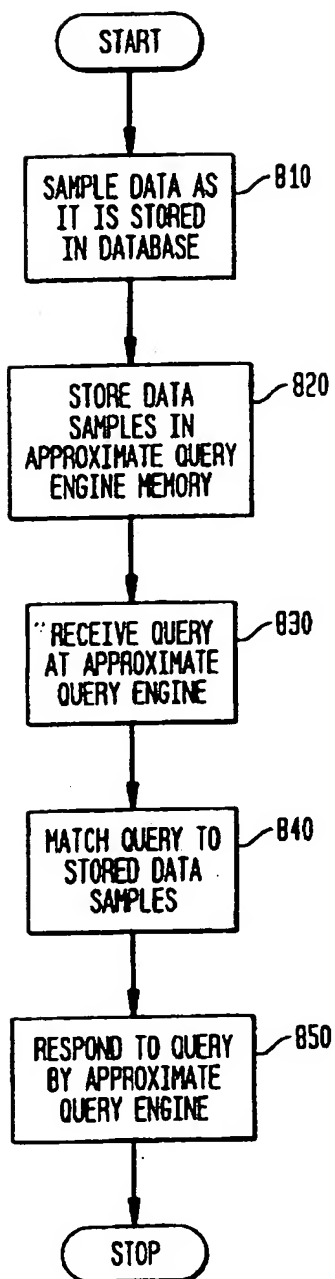 START
SAMPLE DATA AS
IT IS STORED
IN DATABASE
810
STORE DATA
SAMPLES IN
APPROXIMATE QUERY
ENGINE MEMORY
820
RECEIVE QUERY
AT APPROXIMATE
QUERY ENGINE
830
MATCH QUERY TO
STORED DATA
SAMPLES
840
RESPOND TO QUERY
BY APPROXIMATE
QUERY ENGINE
850
STOP